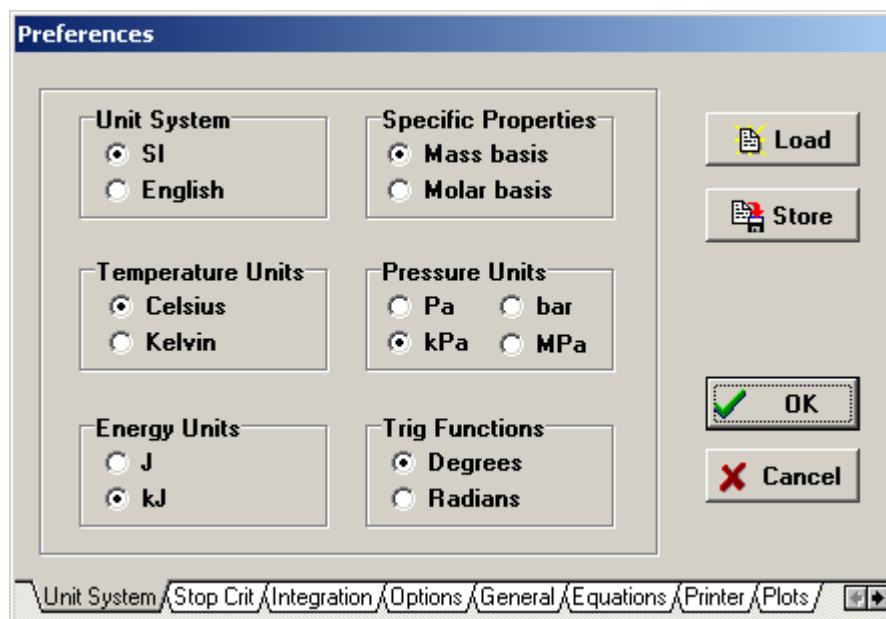 Preferences
Unit System
SI
English
Specific Properties
Mass basis
Molar basis
Temperature Units
Celsius
Kelvin
Pressure Units
Pa
bar
kPa
MPa
Energy Units
J
kJ
Trig Functions
Degrees
Radians
Load
Store
OK
Cancel
Unit System
Stop Crit
Integration
Options
General
Equations
Printer
Plots